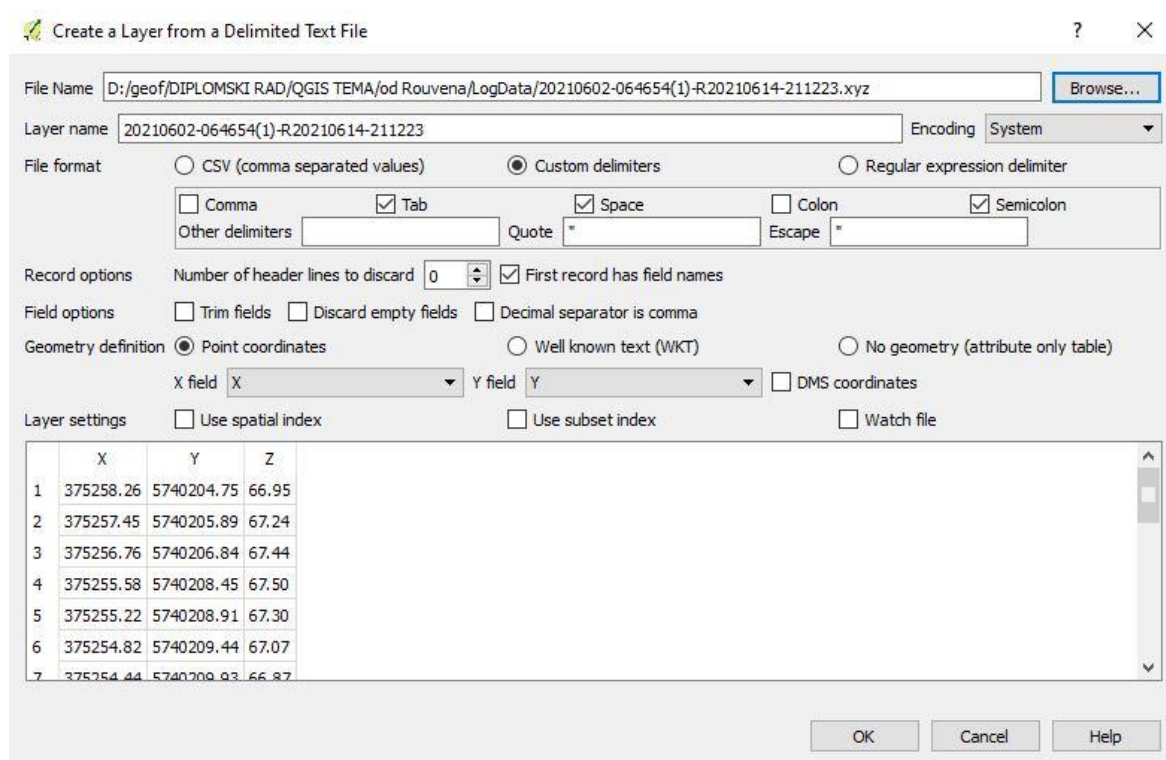 Create a Layer from a Delimited Text File ? ✕
File Name D:/geof/DIPLOMSKI RAD/QGIS TEMA/od Rouvena/LogData/20210602-064654(1)-R20210614-211223.xyz Browse...
Layer name 20210602-064654(1)-R20210614-211223 Encoding System
File format CSV (comma separated values) Custom delimiters Regular expression delimiter
Comma Tab Space Colon Semicolon
Other delimiters Quote " Escape "
Record options Number of header lines to discard 0 First record has field names
Field options Trim fields Discard empty fields Decimal separator is comma
Geometry definition Point coordinates Well known text (WKT) No geometry (attribute only table)
X field X Y field Y DMS coordinates
Layer settings Use spatial index Use subset index Watch file
X Y Z
1 375258.26 5740204.75 66.95
2 375257.45 5740205.89 67.24
3 375256.76 5740206.84 67.44
4 375255.58 5740208.45 67.50
5 375255.22 5740208.91 67.30
6 375254.82 5740209.44 67.07
7 375254.44 5740209.93 66.87
OK Cancel Help